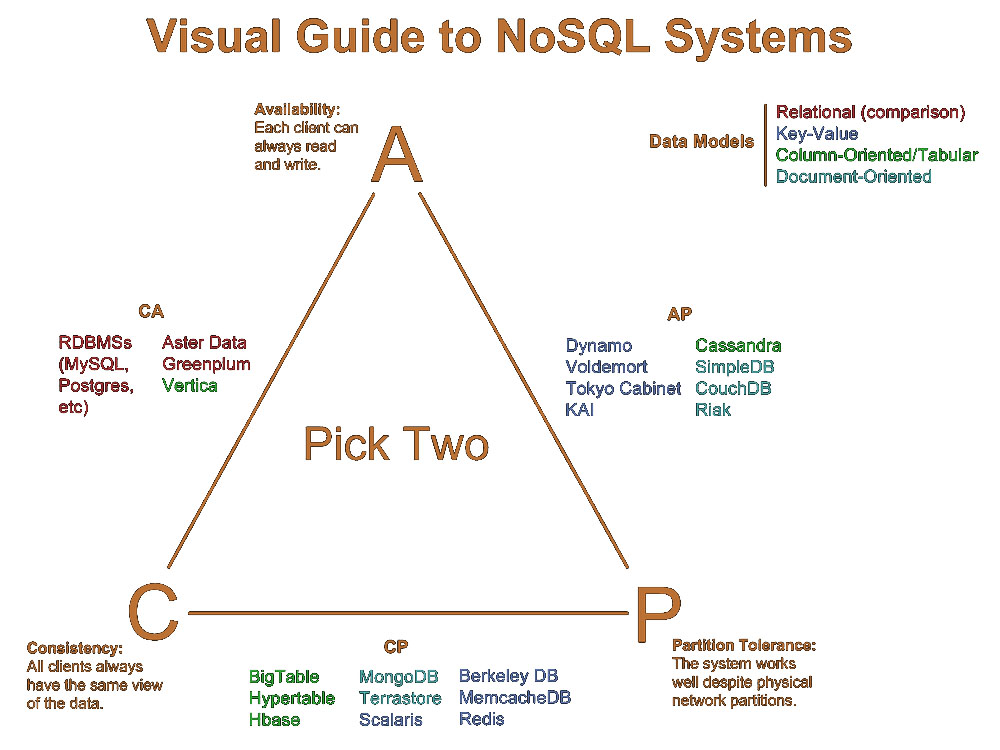 Visual Guide to NoSQL Systems
Availability:
Each client can
always read
and write.
A
Data Models
Relational (comparison)
Key-Value
Column-Oriented/Tabular
Document-Oriented
CA
RDBMSs
(MySQL,
Postgres,
etc)
Aster Data
Greenplum
Vertica
AP
Dynamo
Voldemort
Tokyo Cabinet
KAI
Cassandra
SimpleDB
CouchDB
Risk
Pick Two
C
Consistency:
All clients always
have the same view
of the data.
CP
BigTable
Hypertable
Hbase
MongoDB
Terrastore
Scalaris
Berkeley DB
MemcacheDB
Redis
P
Partition Tolerance:
The system works
well despite physical
network partitions.